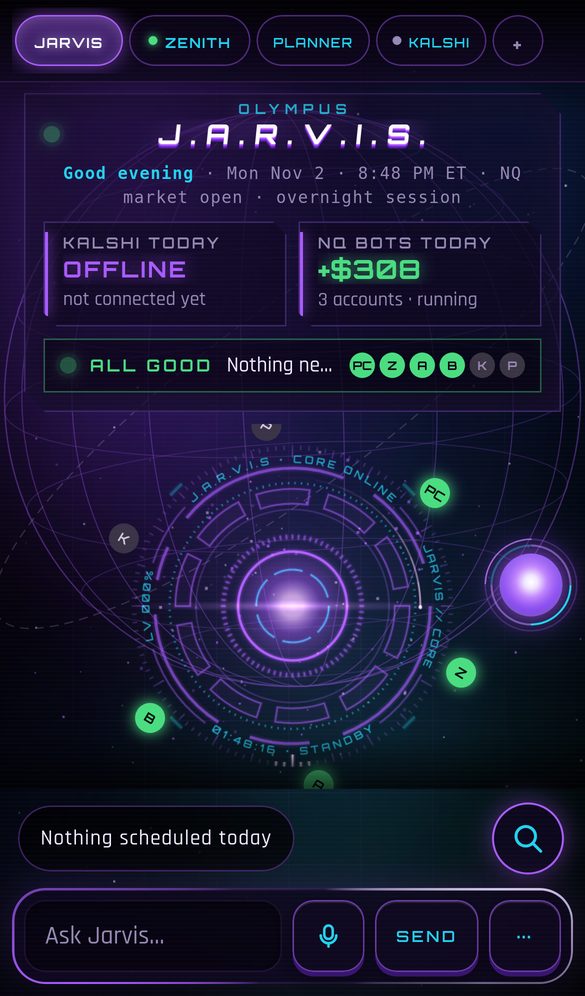 JARVIS
ZENITH
PLANNER
KALSHI
+
OLYMPUS
J.A.R.V.I.S.
Good evening · Mon Nov 2 · 8:48 PM ET · NQ
market open · overnight session
KALSHI TODAY
OFFLINE
not connected yet
NQ BOTS TODAY
+$308
3 accounts · running
ALL GOOD Nothing ne... PC Z A B K P
J.A.R.V.I.S · CORE ONLINE
PC
K
JARVIS // CORE
LV 000%
Z
B
01:48:16 · STANDBY
Nothing scheduled today
Ask Jarvis...
SEND
...